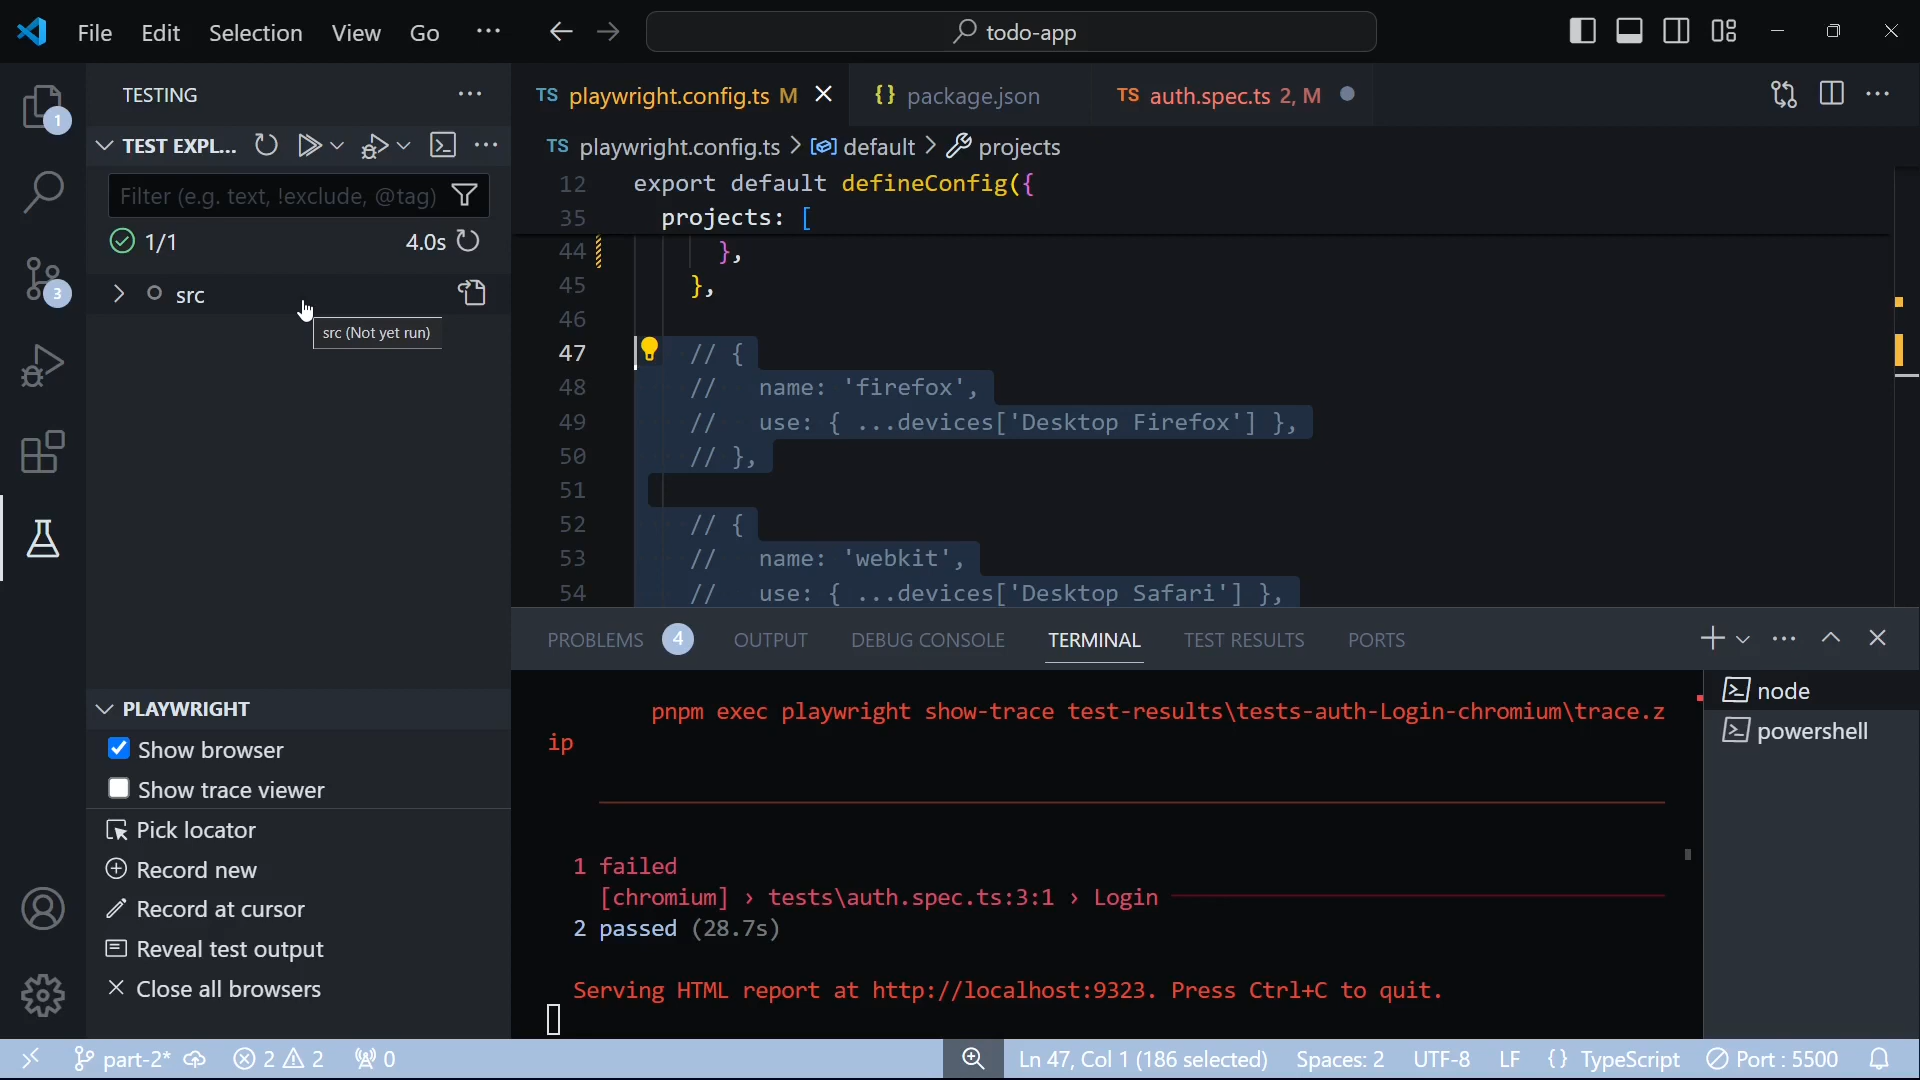 File Edit Selection View Go ··· todo-app
TESTING
TEST EXPL...
Filter (e.g. text, !exclude, @tag)
1/1 4.0s
src
src (Not yet run)
PLAYWRIGHT
Show browser
Show trace viewer
Pick locator
Record new
Record at cursor
Reveal test output
Close all browsers
1
3
TS playwright.config.ts M {} package.json TS auth.spec.ts 2, M
TS playwright.config.ts > default > projects
12 export default defineConfig({
35 projects: [
44 },
45 },
46
47 // {
48 // name: 'firefox',
49 // use: { ...devices['Desktop Firefox'] },
50 // },
51
52 // {
53 // name: 'webkit',
54 // use: { ...devices['Desktop Safari'] },
PROBLEMS 4 OUTPUT DEBUG CONSOLE TERMINAL TEST RESULTS PORTS
pnpm exec playwright show-trace test-results\tests-auth-Login-chromium\trace.z
ip
1 failed
[chromium] › tests\auth.spec.ts:3:1 › Login
2 passed (28.7s)
Serving HTML report at http://localhost:9323. Press Ctrl+C to quit.
node
powershell
part-2* 2 2 0 Ln 47, Col 1 (186 selected) Spaces: 2 UTF-8 LF {} TypeScript Port : 5500